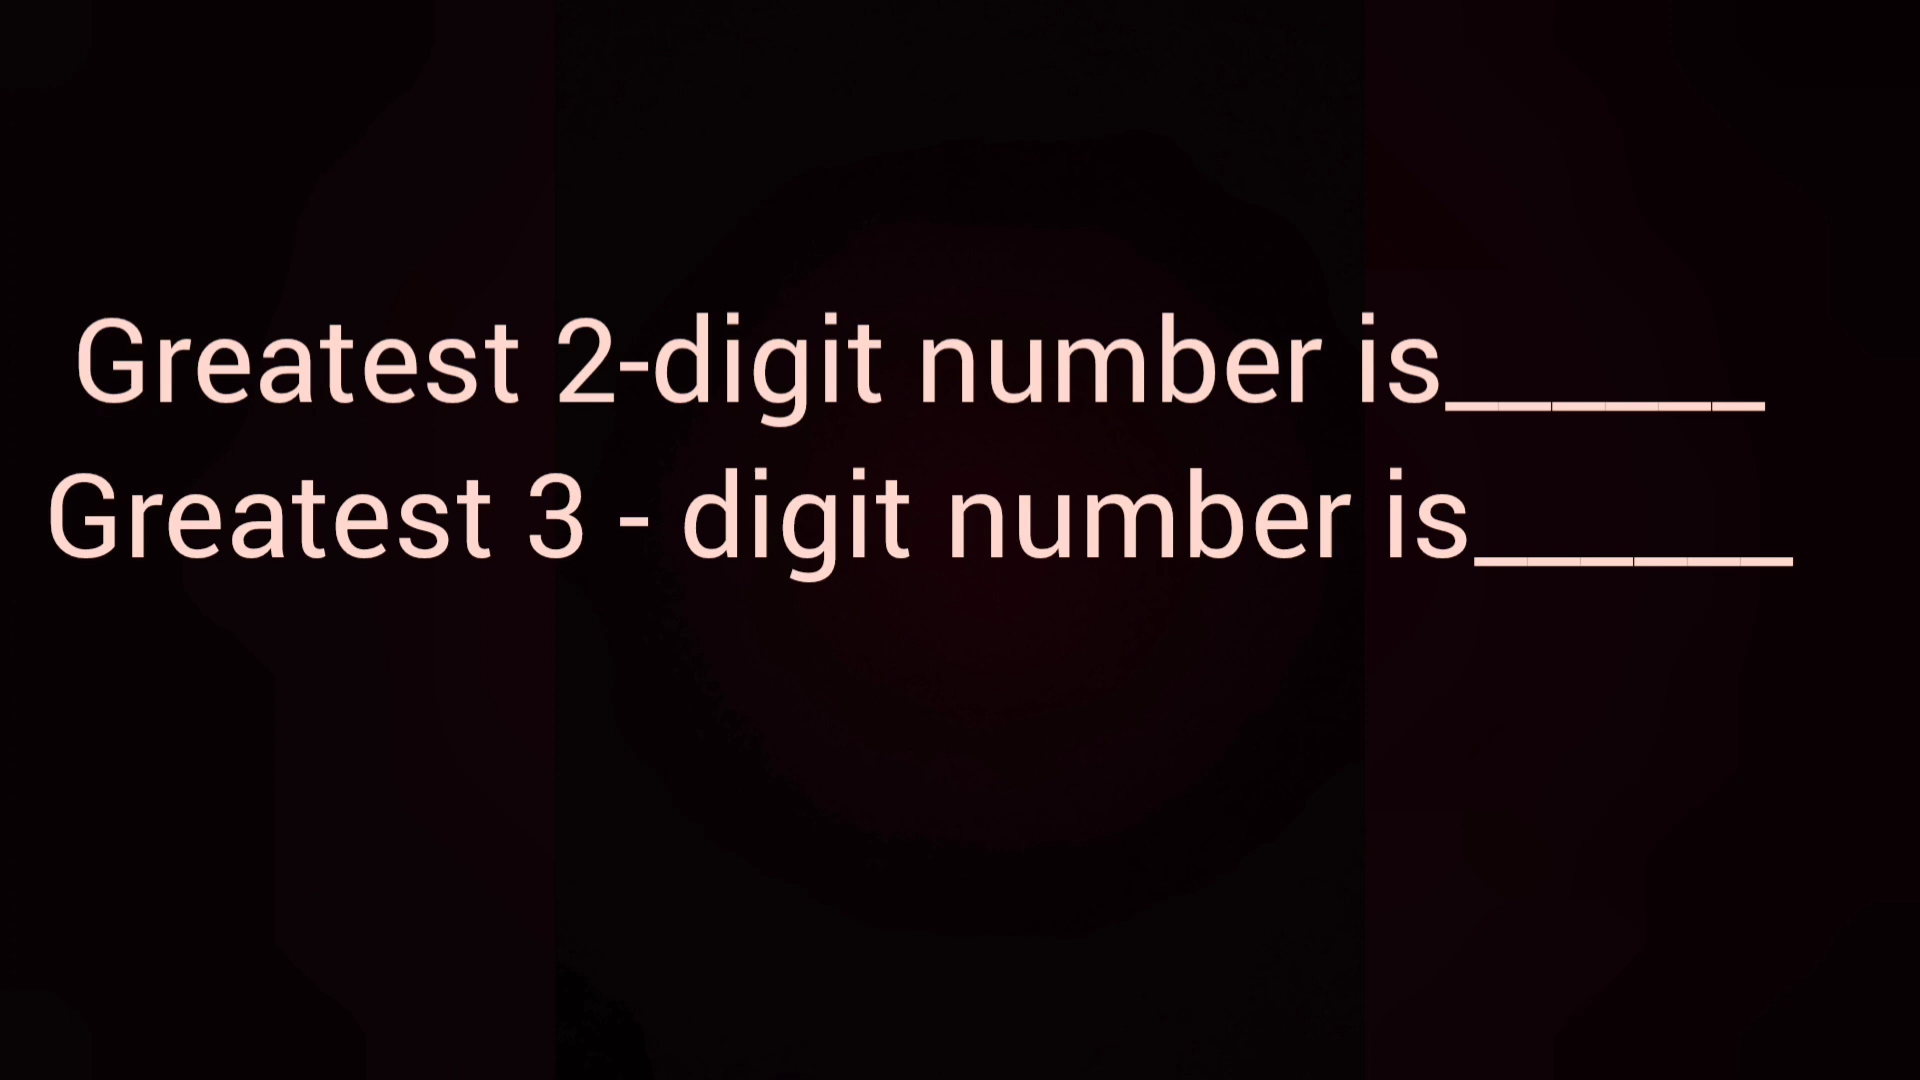 Greatest 2-digit number is______
Greatest 3 - digit number is______